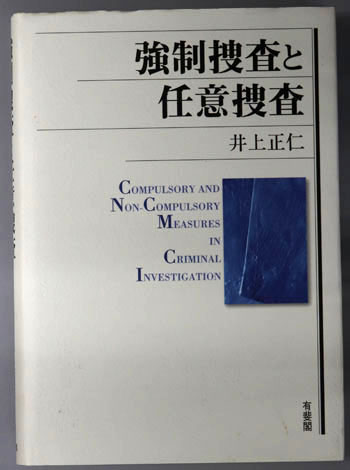 強制捜査と
任意捜査
井上正仁
COMPULSORY AND
NON-COMPULSORY
MEASURES
IN
CRIMINAL
INVESTIGATION
有斐閣